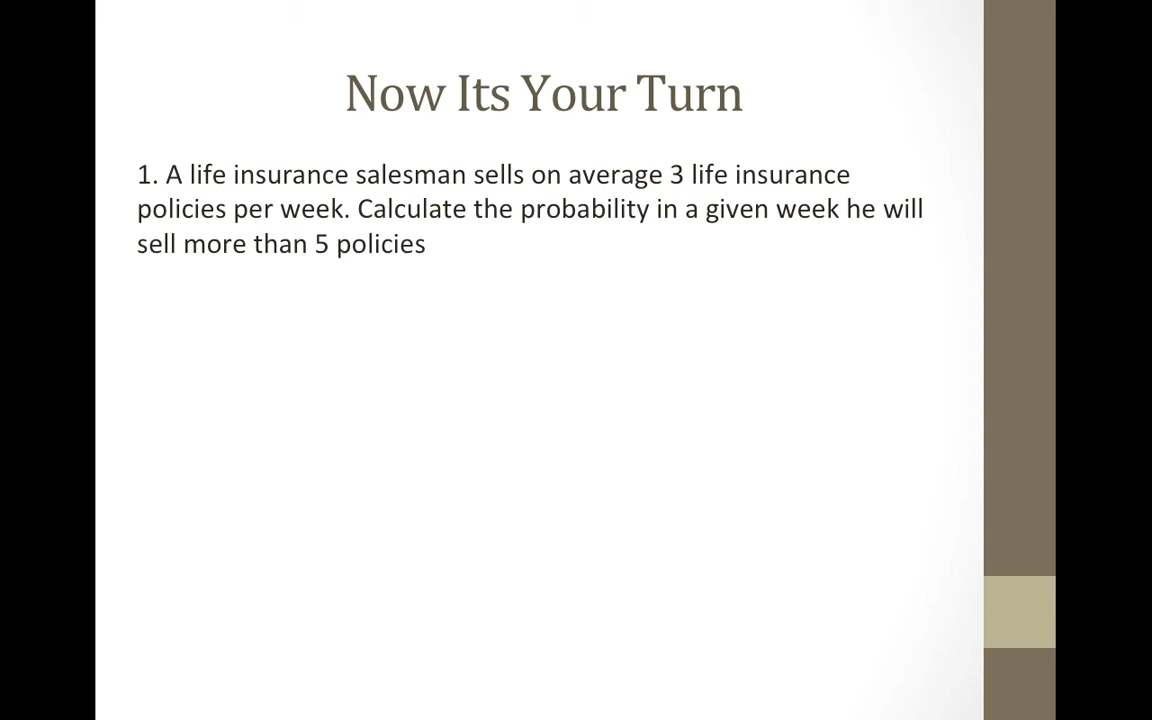 Now Its Your Turn
1. A life insurance salesman sells on average 3 life insurance
policies per week. Calculate the probability in a given week he will
sell more than 5 policies